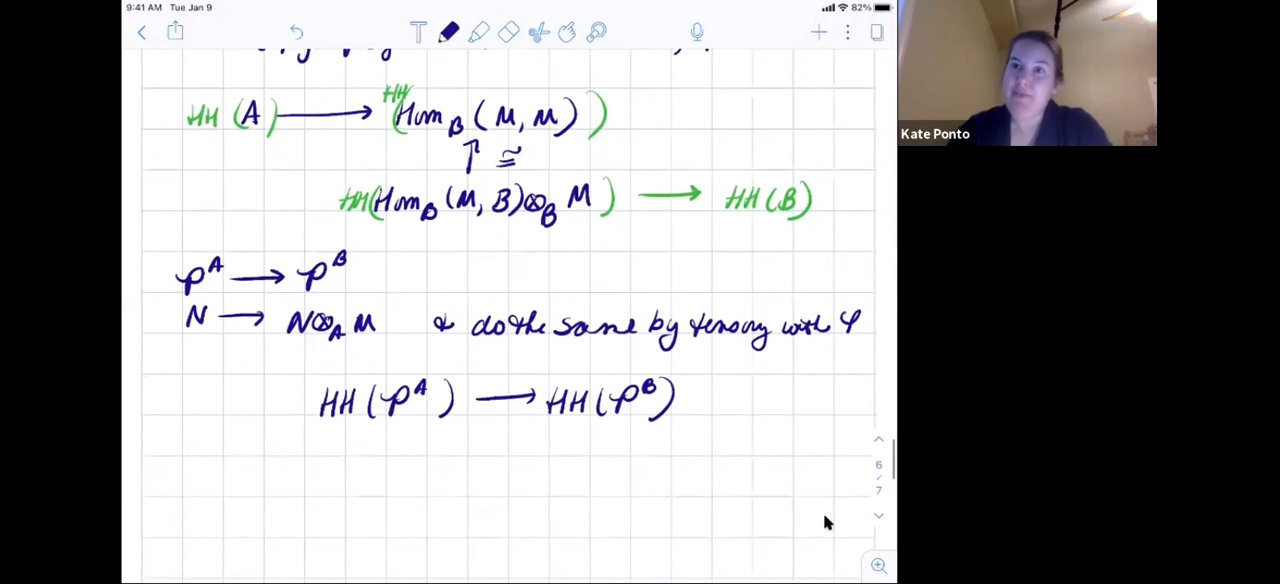 9:41 AM Tue Jan 9
82%
HH (A) ⟶ HH(Hom_B (M, M))
↑ ≅
HH(Hom_B (M, B) ⊗_B M) ⟶ HH(B)
P^A ⟶ P^B
N ⟶ N⊗_A M & do the same by tensory with φ
HH (P^A) ⟶ HH (P^B)
6
/
7
Kate Ponto